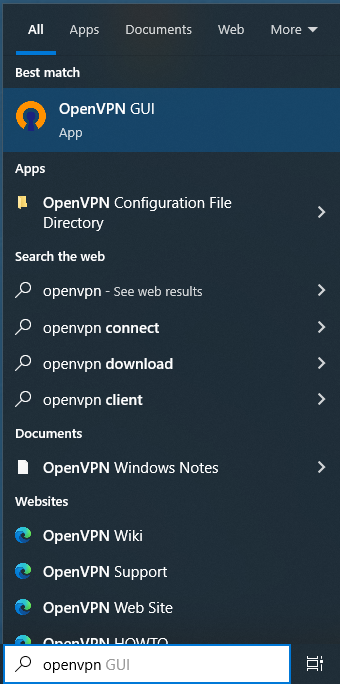 All Apps Documents Web More
Best match
OpenVPN GUI
App
Apps
OpenVPN Configuration File
Directory
Search the web
openvpn - See web results
openvpn connect
openvpn download
openvpn client
Documents
OpenVPN Windows Notes
Websites
OpenVPN Wiki
OpenVPN Support
OpenVPN Web Site
OpenVPN HOWTO
openvpn GUI